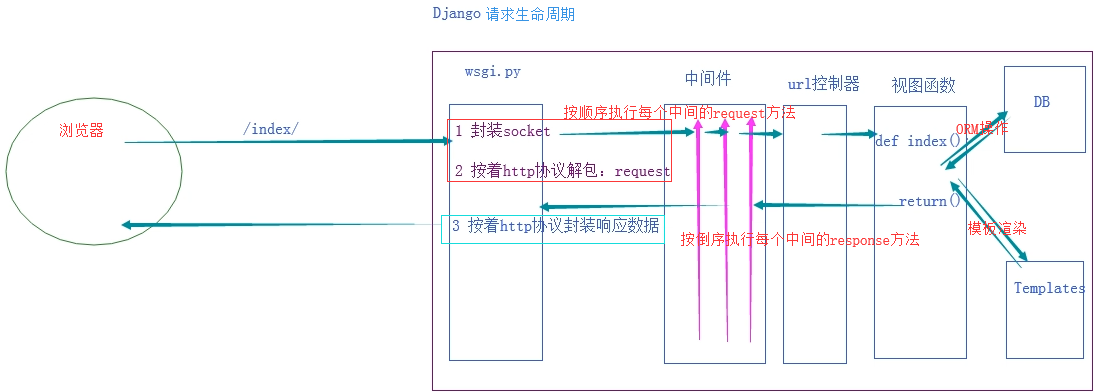 Django 请求生命周期
wsgi.py
中间件
url控制器
视图函数
DB
浏览器
/index/
按顺序执行每个中间的request方法
1 封装socket
def index()
ORM操作
2 按着http协议解包：request
return()
3 按着http协议封装响应数据
按倒序执行每个中间的response方法
模板渲染
Templates